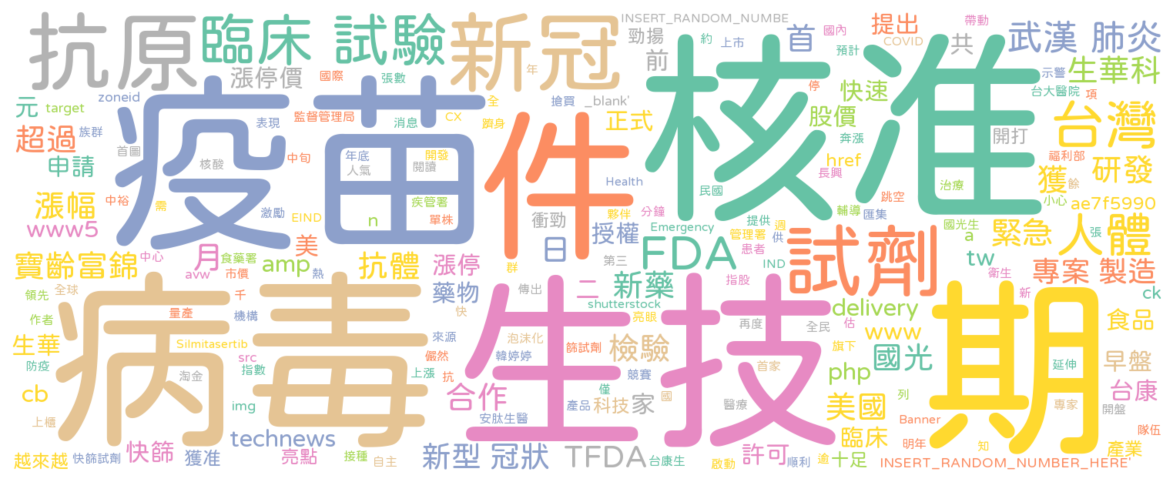 INSERT_RANDOM_NUMBE
抗原
臨床 試驗
新冠
勁揚
約
上市
首
國內
預計
提出
COVID
帶動
共
武漢 肺炎
漲停價
國際
張數
年
前
核准
停
示警
台大醫院
項
生華科
元
target
zoneid
疫苗
全
搶買
_blank'
快速
股價
奔漲
開打
台灣
超過
族群
表現
監督管理局
消息
CX
韻身
件
正式
福利部
研發
申請
首圖
核酸
中旬
年底
人氣
開發
閱讀
href
長興
跳空
獲
餘
漲幅
中裕
需
激勵
EIND
疾管署
n
單株
Health
夥伴
分鐘
民國
輔導
治療
小心
ae7f5990
www5
美
衝勁
日
授權
Emergency
提供
週
供
匯集
國光生
a
張
緊急
人體
寶齡富錦
中心
月
食藥署
市價
avw
amp
熱
抗體
漲停
群
第三
FDA
管理署
患者
IND
試劑
tw
衛生
專案 製造
病毒
領先
全球
千
量產
機構
藥物
快
傳出
二
新藥
指股
shutterstock
估
delivery
新
ck
作者
生華
Silmitasertib
src
指數
來源
儼然
上漲
抗
生技
泡沫化
亮眼
再度
全民
旗下
www
期
食品
防疫
淘金
韓婷婷
篩試劑
檢驗
首家
php
國光
延伸
早盤
cb
上櫃
img
合作
競賽
僅
國
產品
科技
家
醫療
美國
列
專家
台康
開盤
technews
安肽生醫
Banner
臨床
隊伍
越來越
快篩試劑
快篩
獲准
亮點
接種
自主
新型 冠狀
TFDA
台康生
啟動
許可
順利
逾
十足
明年
知
產業
INSERT_RANDOM_NUMBER_HERE'